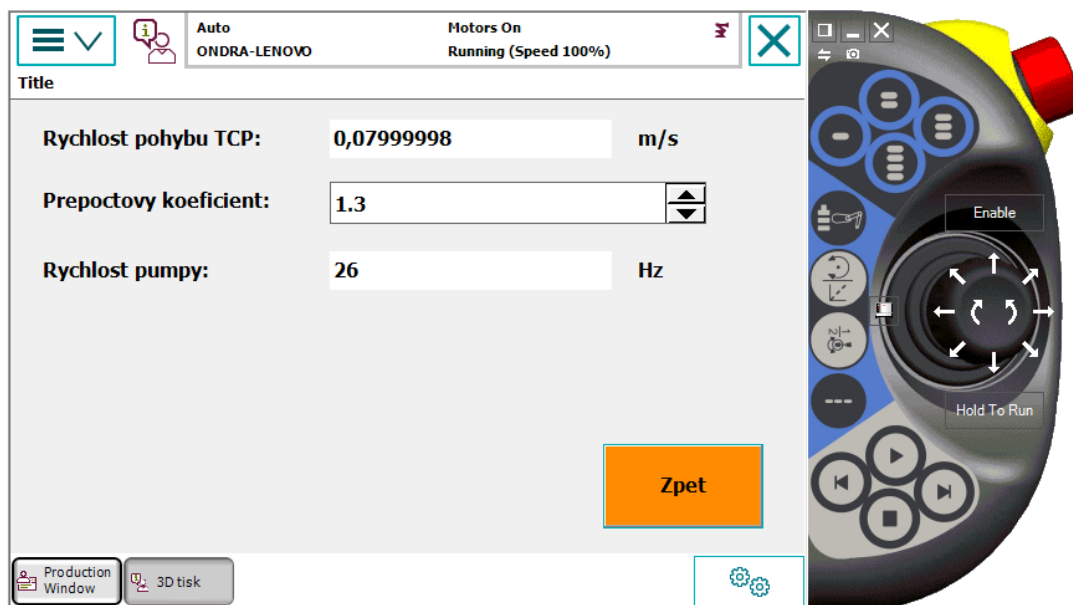 Auto
ONDRA-LENOVO
Motors On
Running (Speed 100%)
Title
Rychlost pohybu TCP:
0,07999998
m/s
Prepoctovy koeficient:
1.3
Rychlost pumpy:
26
Hz
Zpet
Production
Window
3D tisk
Enable
Hold To Run